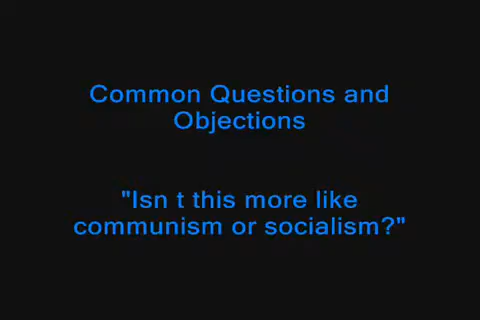 Common Questions and
Objections
"Isn t this more like
communism or socialism?"